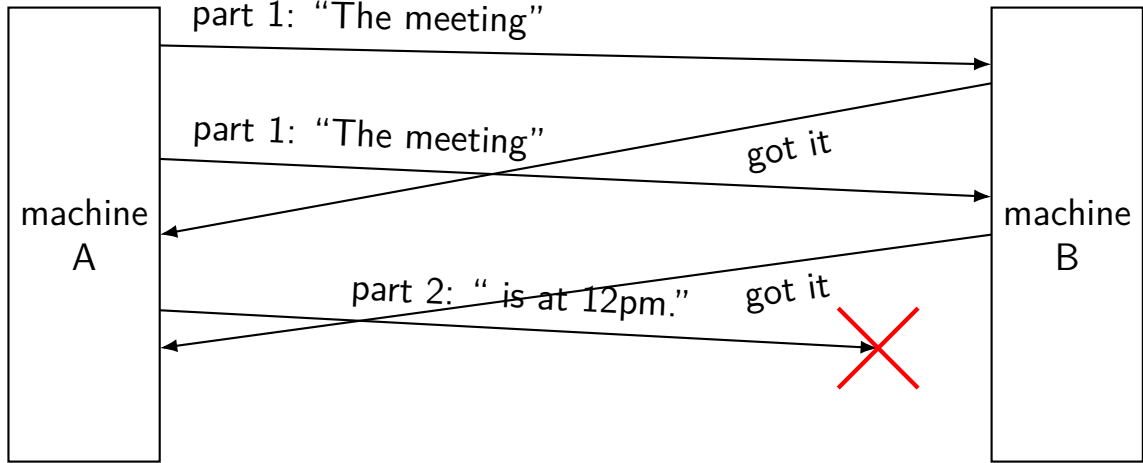 part 1: “The meeting”
part 1: “The meeting”
got it
machine
A
machine
B
part 2: “ is at 12pm.”
got it